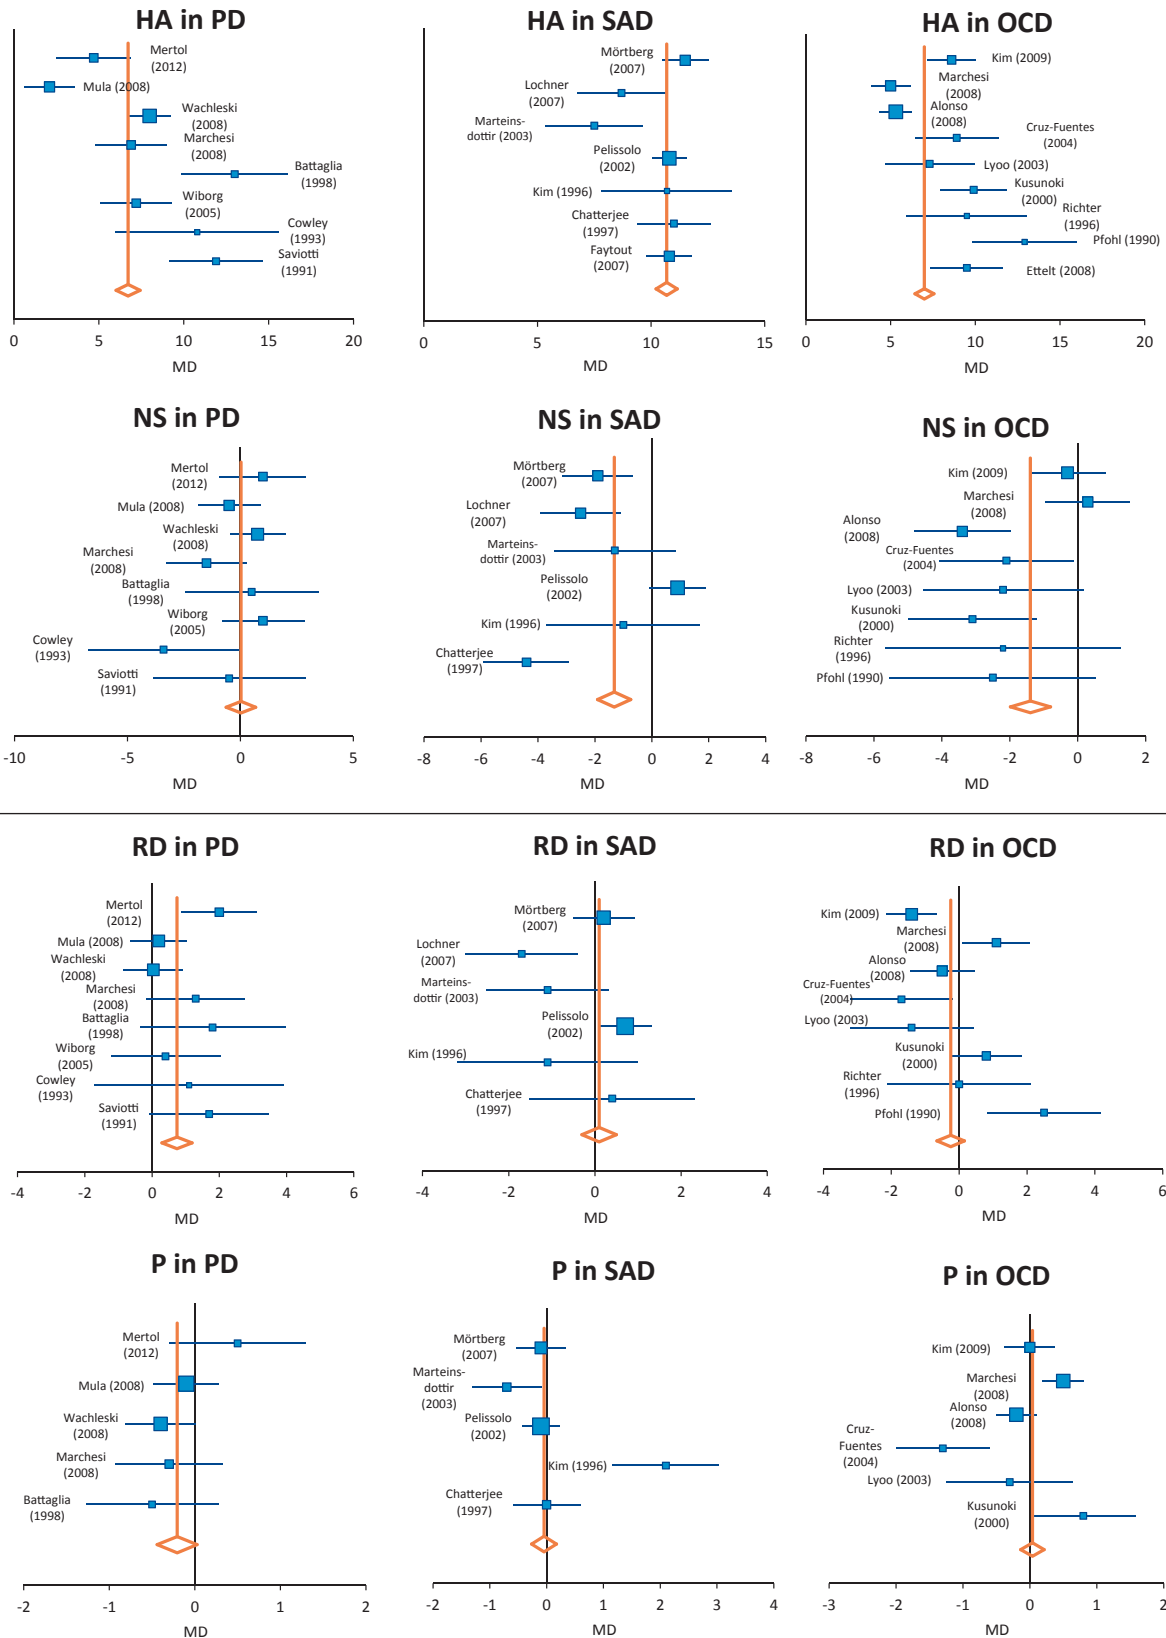 HA in PD
Mertol
(2012)
Mula (2008)
Wachleski
(2008)
Marchesi
(2008)
Battaglia
(1998)
Wiborg
(2005)
Cowley
(1993)
Saviotti
(1991)
0 5 10 15 20
MD
HA in SAD
Mörtberg
(2007)
Lochner
(2007)
Marteins-
dottir (2003)
Pelissolo
(2002)
Kim (1996)
Chatterjee
(1997)
Faytout
(2007)
0 5 10 15
MD
HA in OCD
Kim (2009)
Marchesi
(2008)
Alonso
(2008)
Cruz-Fuentes
(2004)
Lyoo (2003)
Kusunoki
(2000)
Richter
(1996)
Pfohl (1990)
Ettelt (2008)
0 5 10 15 20
MD
NS in PD
Mertol
(2012)
Mula (2008)
Wachleski
(2008)
Marchesi
(2008)
Battaglia
(1998)
Wiborg
(2005)
Cowley
(1993)
Saviotti
(1991)
-10 -5 0 5
MD
NS in SAD
Mörtberg
(2007)
Lochner
(2007)
Marteins-
dottir (2003)
Pelissolo
(2002)
Kim (1996)
Chatterjee
(1997)
-8 -6 -4 -2 0 2 4
MD
NS in OCD
Kim (2009)
Marchesi
(2008)
Alonso
(2008)
Cruz-Fuentes
(2004)
Lyoo (2003)
Kusunoki
(2000)
Richter
(1996)
Pfohl (1990)
-8 -6 -4 -2 0 2
MD
RD in PD
Mertol
(2012)
Mula (2008)
Wachleski
(2008)
Marchesi
(2008)
Battaglia
(1998)
Wiborg
(2005)
Cowley
(1993)
Saviotti
(1991)
-4 -2 0 2 4 6
MD
RD in SAD
Mörtberg
(2007)
Lochner
(2007)
Marteins-
dottir (2003)
Pelissolo
(2002)
Kim (1996)
Chatterjee
(1997)
-4 -2 0 2 4
MD
RD in OCD
Kim (2009)
Marchesi
(2008)
Alonso
(2008)
Cruz-Fuentes
(2004)
Lyoo (2003)
Kusunoki
(2000)
Richter
(1996)
Pfohl (1990)
-4 -2 0 2 4 6
MD
P in PD
Mertol
(2012)
Mula (2008)
Wachleski
(2008)
Marchesi
(2008)
Battaglia
(1998)
-2 -1 0 1 2
MD
P in SAD
Mörtberg
(2007)
Marteins-
dottir
(2003)
Pelissolo
(2002)
Kim (1996)
Chatterjee
(1997)
-2 -1 0 1 2 3 4
MD
P in OCD
Kim (2009)
Marchesi
(2008)
Alonso
(2008)
Cruz-
Fuentes
(2004)
Lyoo (2003)
Kusunoki
(2000)
-3 -2 -1 0 1 2
MD